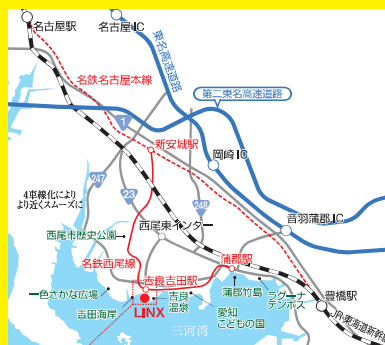 名古屋駅
名古屋IC
東名高速道路
名鉄名古屋本線
第二東名高速道路
1
新安城駅
岡崎IC
247
23
248
4車線化により
より近くスムーズに
西尾東インター
音羽蒲郡IC
西尾市歴史公園
名鉄西尾線
蒲郡駅
吉良吉田駅
一色さかな広場
吉良
温泉
蒲郡竹島
ラグーナ
テンボス
豊橋駅
吉田海岸
LINX
愛知
こどもの国
三河湾
JR・東海道新幹線